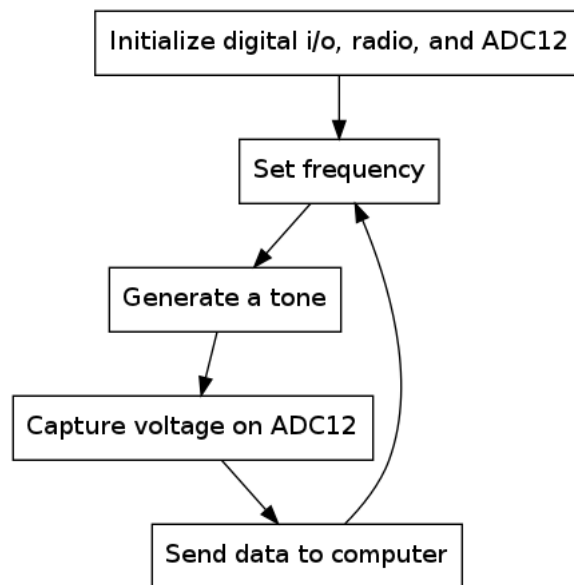 Initialize digital i/o, radio, and ADC12
Set frequency
Generate a tone
Capture voltage on ADC12
Send data to computer